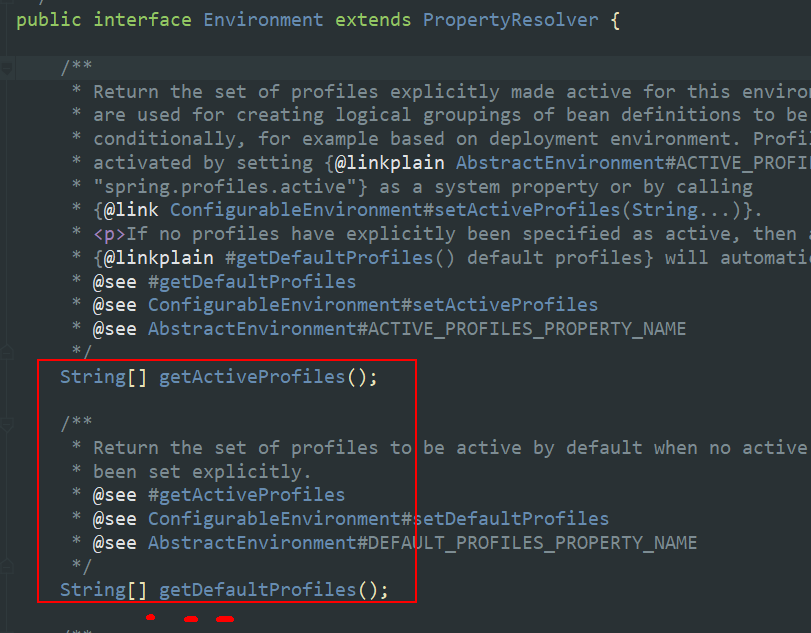 public interface Environment extends PropertyResolver {
/**
* Return the set of profiles explicitly made active for this
* are used for creating logical groupings of bean definitions to be
* conditionally, for example based on deployment environment.
* activated by setting {@linkplain
* "spring.profiles.active"} as a system property or by calling
* {@link ConfigurableEnvironment#setActiveProfiles(String...)}.
* <p>If no profiles have explicitly been specified as active, then
* {@linkplain #getDefaultProfiles() default profiles} will
* @see #getDefaultProfiles
* @see ConfigurableEnvironment#setActiveProfiles
* @see AbstractEnvironment#ACTIVE_PROFILES_PROPERTY_NAME
*/
String[] getActiveProfiles();
/**
* Return the set of profiles to be active by default when no active
* been set explicitly.
* @see #getActiveProfiles
* @see ConfigurableEnvironment#setDefaultProfiles
* @see AbstractEnvironment#DEFAULT_PROFILES_PROPERTY_NAME
*/
String[] getDefaultProfiles();